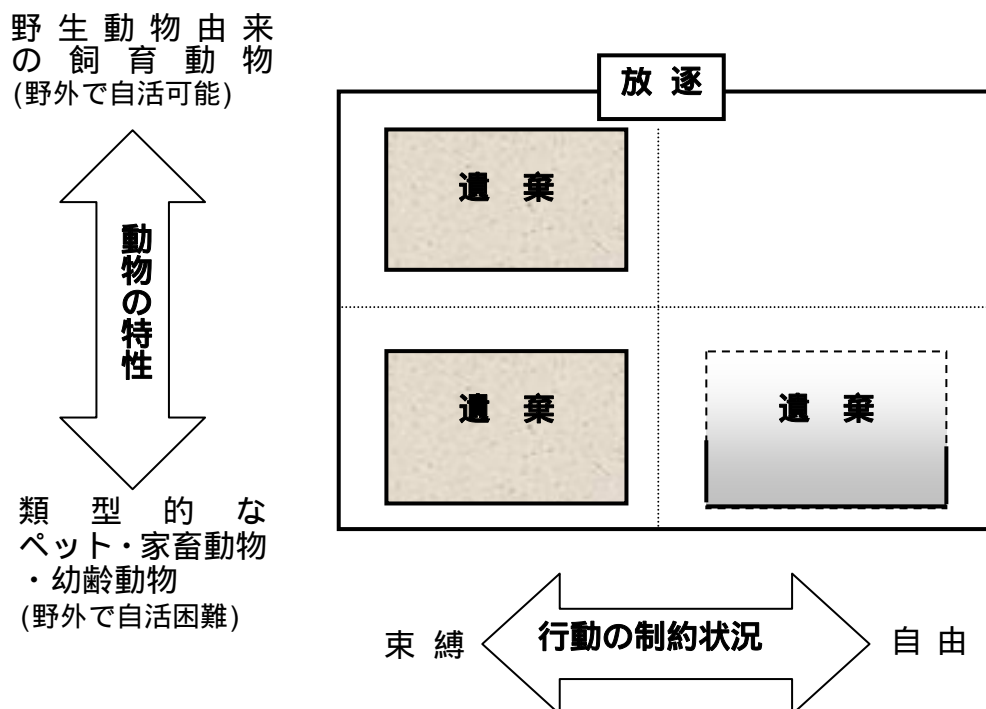 野生動物由来
の飼育動物
(野外で自活可能)
動物の特性
類型的な
ペット・家畜動物
・幼齢動物
(野外で自活困難)
放逐
遺棄
遺棄
遺棄
束縛
行動の制約状況
自由